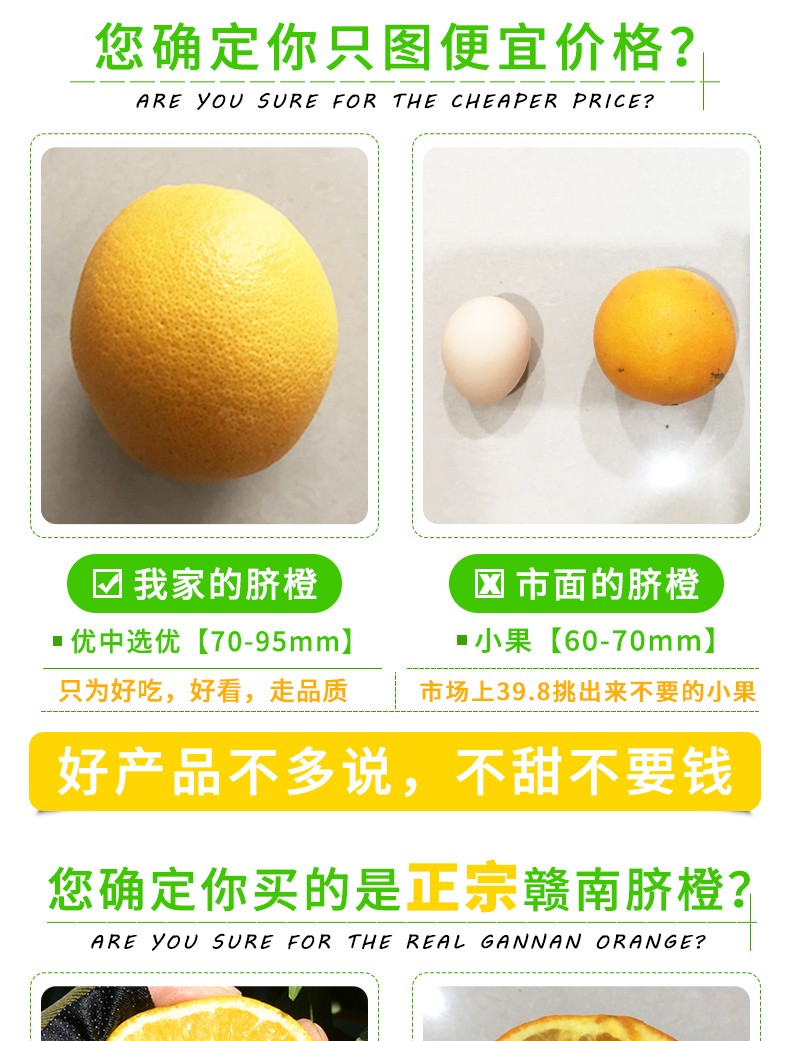 您确定你只图便宜价格?
ARE YOU SURE FOR THE CHEAPER PRICE?
我家的脐橙
市面的脐橙
优中选优【70-95mm】
小果【60-70mm】
只为好吃，好看，走品质
市场上39.8挑出来不要的小果
好产品不多说，不甜不要钱
您确定你买的是正宗赣南脐橙?
ARE YOU SURE FOR THE REAL GANNAN ORANGE?